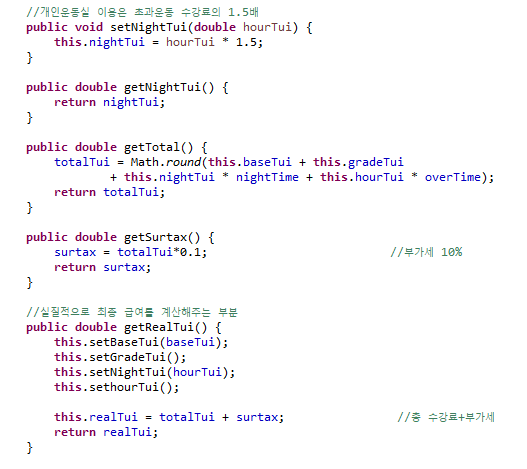 //개인운동실 이용은 초과운동 수강료의 1.5배
public void setNightTui(double hourTui) {
    this.nightTui = hourTui * 1.5;
}

public double getNightTui() {
    return nightTui;
}

public double getTotal() {
    totalTui = Math.round(this.baseTui + this.gradeTui
            + this.nightTui * nightTime + this.hourTui * overTime);
    return totalTui;
}

public double getSurtax() {
    surtax = totalTui*0.1;                          //부가세 10%
    return surtax;
}

//실질적으로 최종 급여를 계산해주는 부분
public double getRealTui() {
    this.setBaseTui(baseTui);
    this.setGradeTui();
    this.setNightTui(hourTui);
    this.sethourTui();

    this.realTui = totalTui + surtax;                //총 수강료+부가세
    return realTui;
}